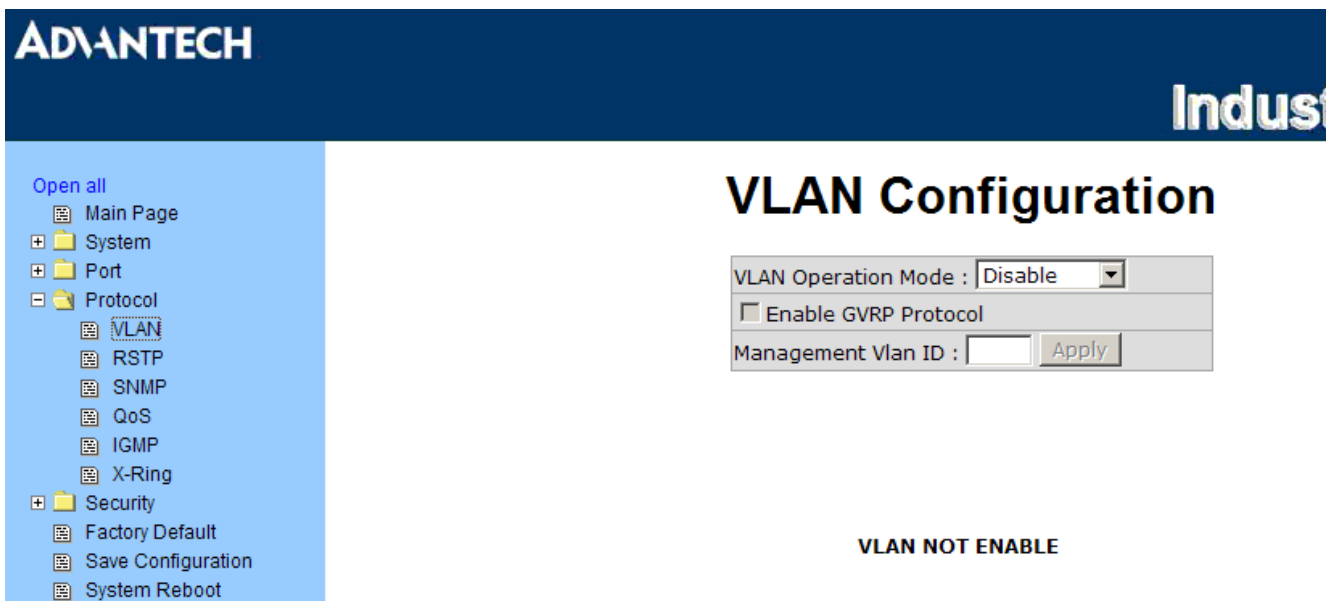 ADVANTECH
Open all
Main Page
System
Port
Protocol
VLAN
RSTP
SNMP
QoS
IGMP
X-Ring
Security
Factory Default
Save Configuration
System Reboot
Indust
VLAN Configuration
VLAN Operation Mode : Disable
Enable GVRP Protocol
Management Vlan ID : Apply
VLAN NOT ENABLE